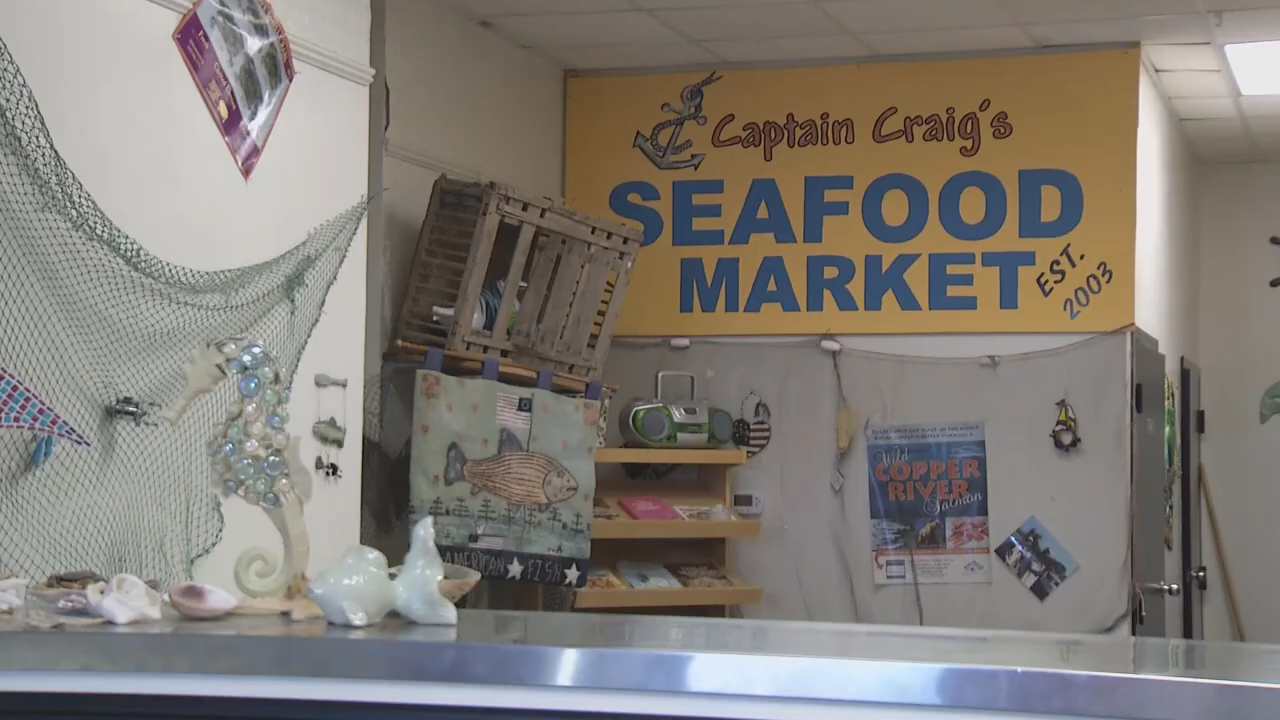 Captain Craig's
SEAFOOD
MARKET
EST.
2003
Wild
COPPER
RIVER
Salmon
AMERICAN ★ FISH ★